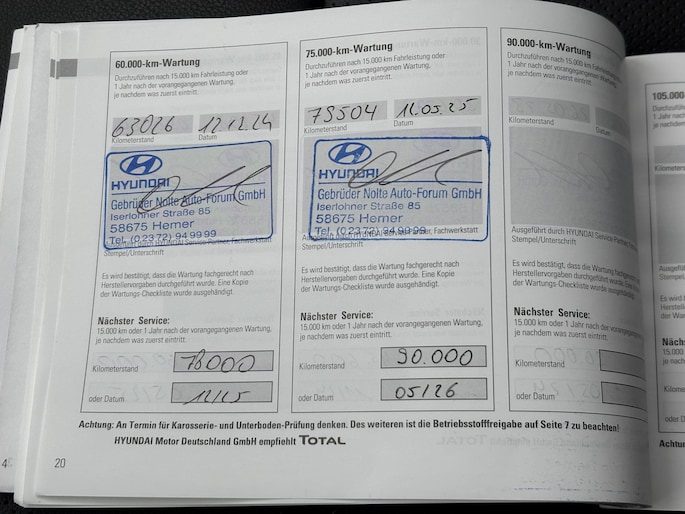 60.000-km-Wartung
Durchzuführen nach 15.000 km Fahrleistung oder
1 Jahr nach der vorangegangenen Wartung,
je nachdem was zuerst eintritt.
63026 12.12.24
Kilometerstand Datum
HYUNDAI
Gebrüder Nolte Auto-Forum GmbH
Iserlohner Straße 85
58675 Hemer
Tel. (0 23 72) 94 99 99
Stempel/Unterschrift
Es wird bestätigt, dass die Wartung fachgerecht nach
Herstellervorgaben durchgeführt wurde. Eine Kopie
der Wartungs-Checkliste wurde ausgehändigt.
Nächster Service:
15.000 km oder 1 Jahr nach der vorangegangenen Wartung,
je nachdem was zuerst eintritt.
Kilometerstand 78000
oder Datum 12/25
75.000-km-Wartung
Durchzuführen nach 15.000 km Fahrleistung oder
1 Jahr nach der vorangegangenen Wartung,
je nachdem was zuerst eintritt.
75504
Kilometerstand Datum
HYUNDAI
Gebrüder Nolte Auto-Forum GmbH
Iserlohner Straße 85
58675 Hemer
Tel. (0 23 72) 94 99 99
Fachwerkstatt
Stempel/Unterschrift
Es wird bestätigt, dass die Wartung fachgerecht nach
Herstellervorgaben durchgeführt wurde. Eine Kopie
der Wartungs-Checkliste wurde ausgehändigt.
Nächster Service:
15.000 km oder 1 Jahr nach der vorangegangenen Wartung,
je nachdem was zuerst eintritt.
Kilometerstand 90.000
oder Datum 05/26
90.000-km-Wartung
Durchzuführen nach 15.000 km Fahrleistung oder
1 Jahr nach der vorangegangenen Wartung,
je nachdem was zuerst eintritt.
Kilometerstand Datum
Ausgeführt durch HYUNDAI
Stempel/Unterschrift
Es wird bestätigt, dass die Wartung fachgerecht nach
Herstellervorgaben durchgeführt wurde. Eine Kopie
der Wartungs-Checkliste wurde ausgehändigt.
Nächster Service:
15.000 km oder 1 Jahr nach der vorangegangenen Wartung,
je nachdem was zuerst eintritt.
Kilometerstand
oder Datum
Achtung: An Termin für Karosserie- und Unterboden-Prüfung denken. Des weiteren ist die Betriebsstofffreigabe auf Seite 7 zu beachten!
HYUNDAI Motor Deutschland GmbH empfiehlt TOTAL
20
4
105.000